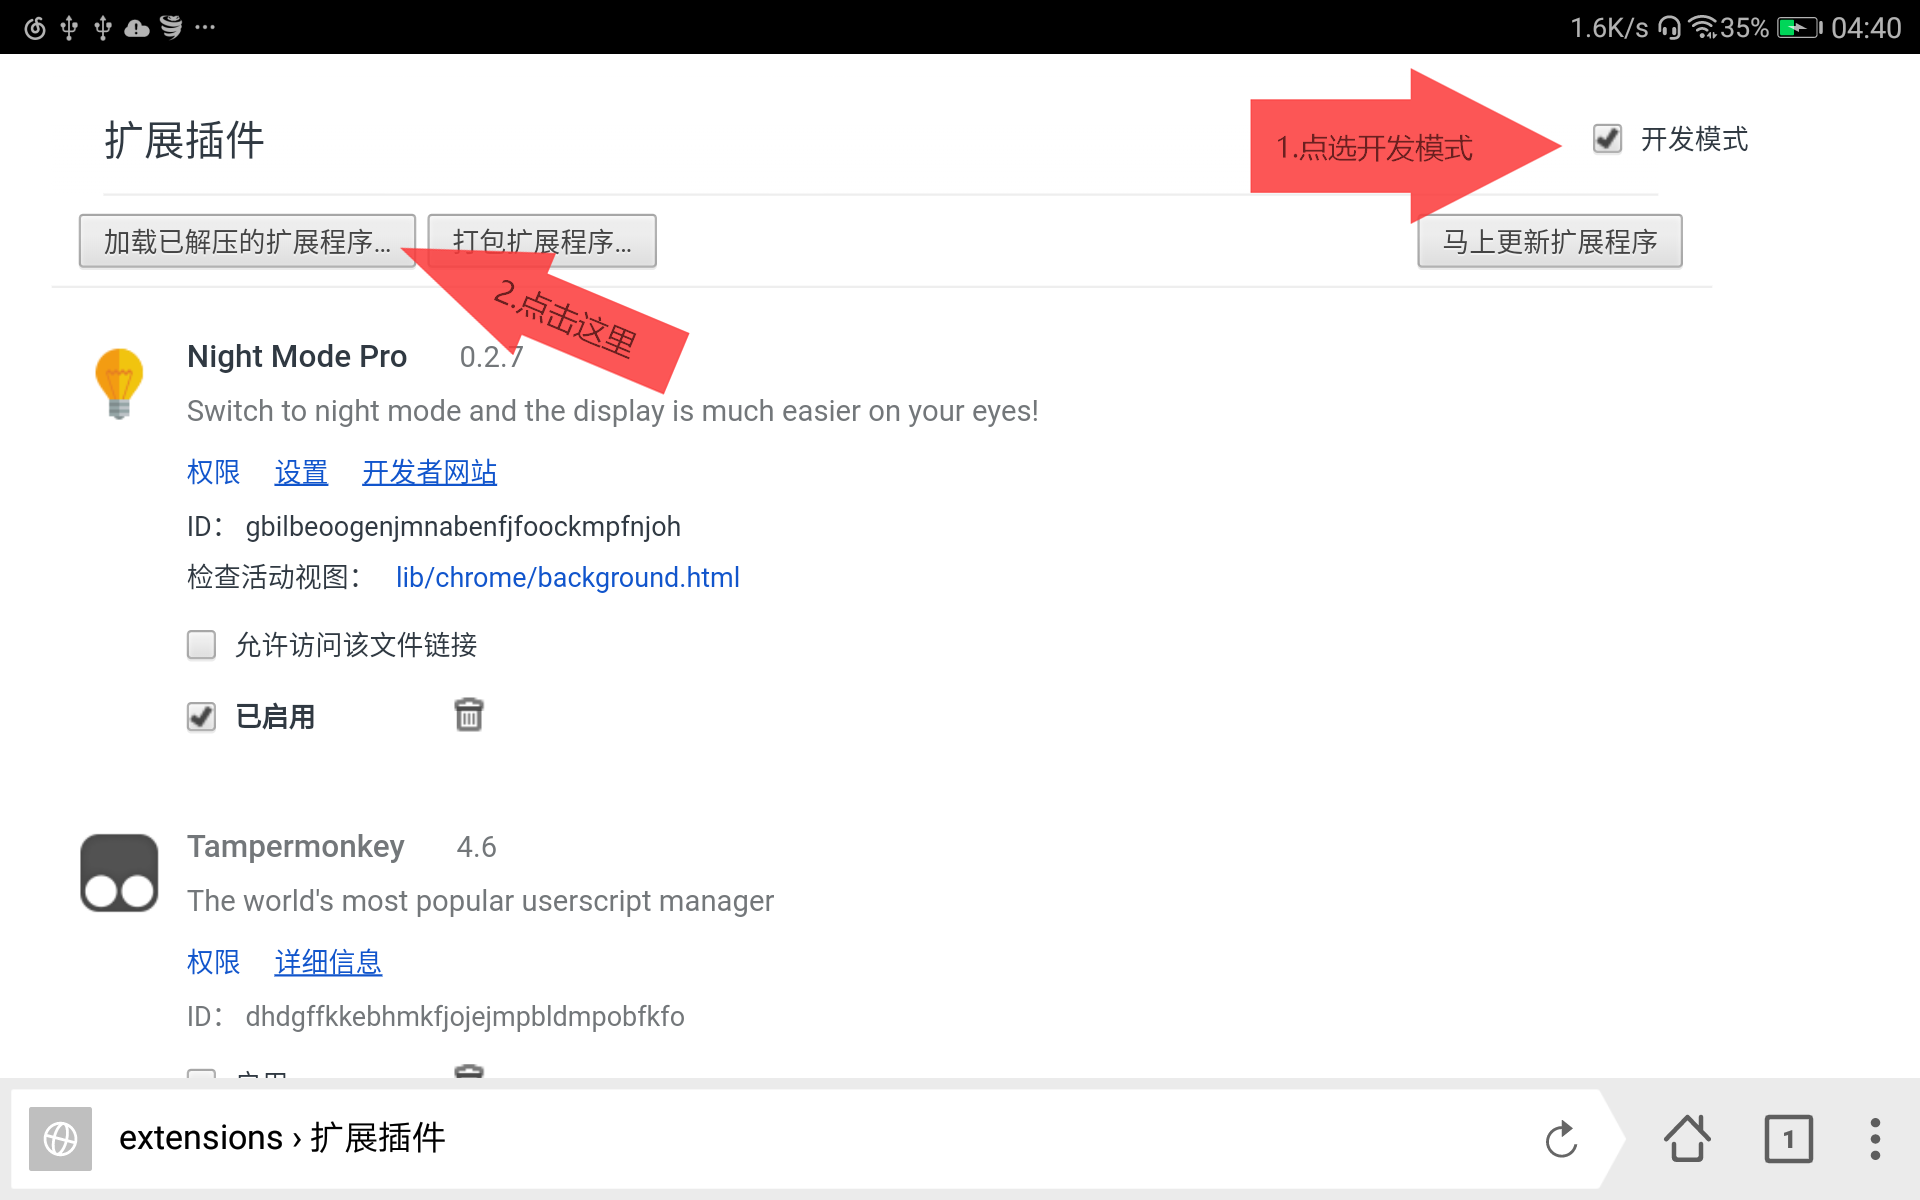 1.6K/s 35% 04:40
扩展插件
1.点选开发模式
开发模式
加载已解压的扩展程序...
打包扩展程序...
马上更新扩展程序
2.点击这里
Night Mode Pro 0.2.7
Switch to night mode and the display is much easier on your eyes!
权限 设置 开发者网站
ID： gbilbeoogenjmnabenfjfoockmpfnjoh
检查活动视图： lib/chrome/background.html
允许访问该文件链接
已启用
Tampermonkey 4.6
The world's most popular userscript manager
权限 详细信息
ID： dhdgffkkebhmkfjojejmpbldmpobfkfo
extensions › 扩展插件
1